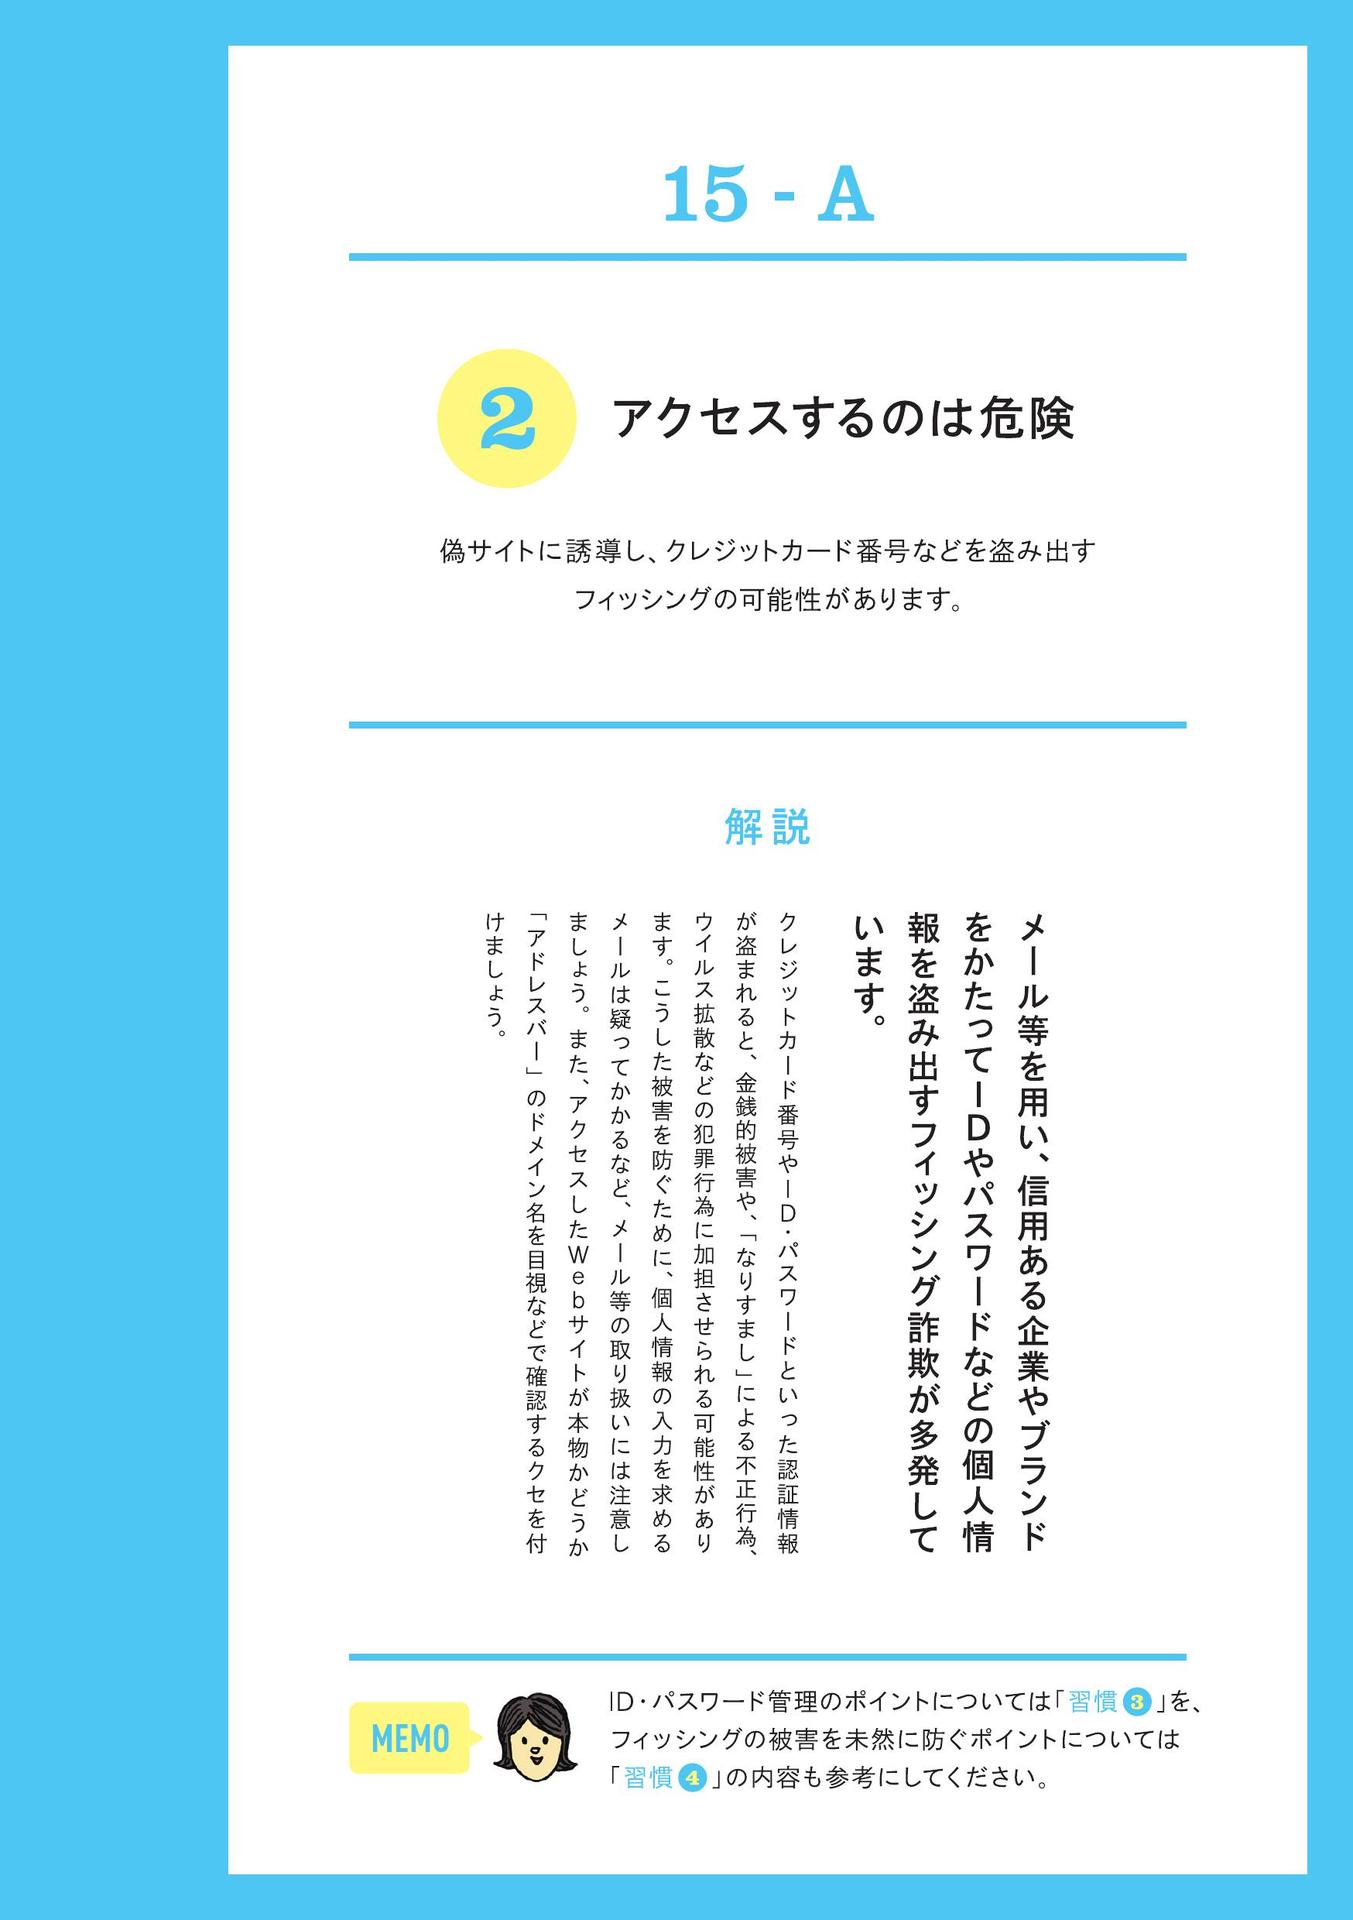 15 - A
2
アクセスするのは危険
偽サイトに誘導し、クレジットカード番号などを盗み出す
フィッシングの可能性があります。
解説
メール等を用い、信用ある企業やブランド
をかたってIDやパスワードなどの個人情
報を盗み出すフィッシング詐欺が多発して
います。
クレジットカード番号やID・パスワードといった認証情報
が盗まれると、金銭的被害や、「なりすまし」による不正行為、
ウイルス拡散などの犯罪行為に加担させられる可能性があり
ます。こうした被害を防ぐために、個人情報の入力を求める
メールは疑ってかかるなど、メール等の取り扱いには注意し
ましょう。また、アクセスしたWebサイトが本物かどうか
「アドレスバー」のドメイン名を目視などで確認するクセを付
けましょう。
MEMO
ID・パスワード管理のポイントについては「習慣3」を、
フィッシングの被害を未然に防ぐポイントについては
「習慣4」の内容も参考にしてください。